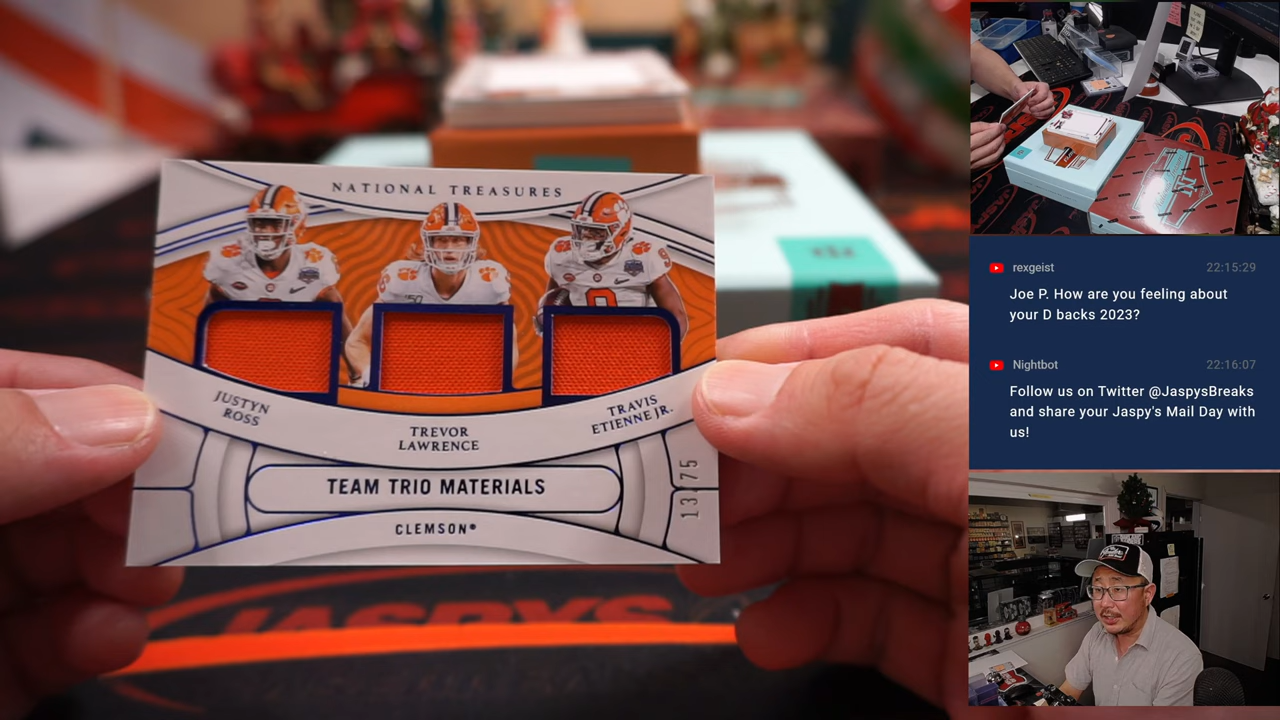 NATIONAL TREASURES
JUSTYN
ROSS
TREVOR
LAWRENCE
TRAVIS
ETIENNE JR.
TEAM TRIO MATERIALS
CLEMSON®
13/75
JASPYS
rexgeist 22:15:29
Joe P. How are you feeling about
your D backs 2023?
Nightbot 22:16:07
Follow us on Twitter @JaspysBreaks
and share your Jaspy's Mail Day with
us!